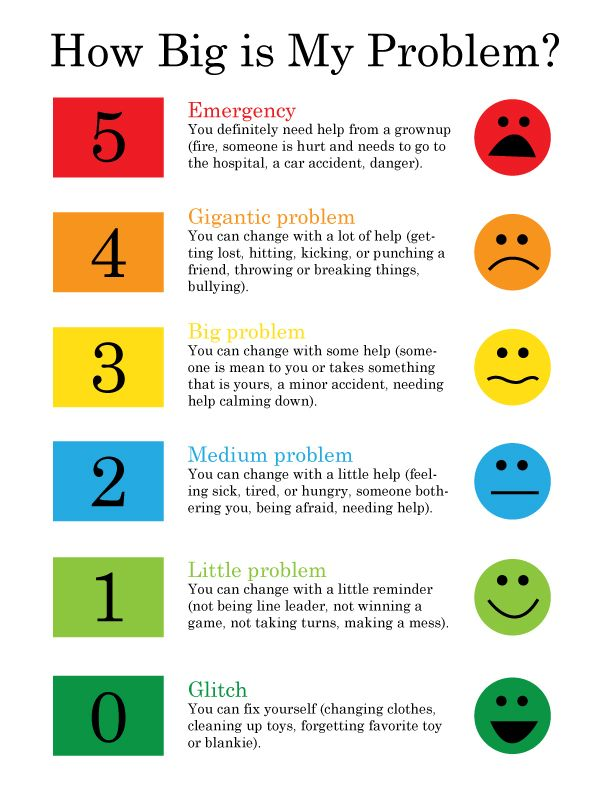 How Big is My Problem?
5
Emergency
You definitely need help from a grownup
(fire, someone is hurt and needs to go to
the hospital, a car accident, danger).
4
Gigantic problem
You can change with a lot of help (get-
ting lost, hitting, kicking, or punching a
friend, throwing or breaking things,
bullying).
3
Big problem
You can change with some help (some-
one is mean to you or takes something
that is yours, a minor accident, needing
help calming down).
2
Medium problem
You can change with a little help (feel-
ing sick, tired, or hungry, someone both-
ering you, being afraid, needing help).
1
Little problem
You can change with a little reminder
(not being line leader, not winning a
game, not taking turns, making a mess).
0
Glitch
You can fix yourself (changing clothes,
cleaning up toys, forgetting favorite toy
or blankie).